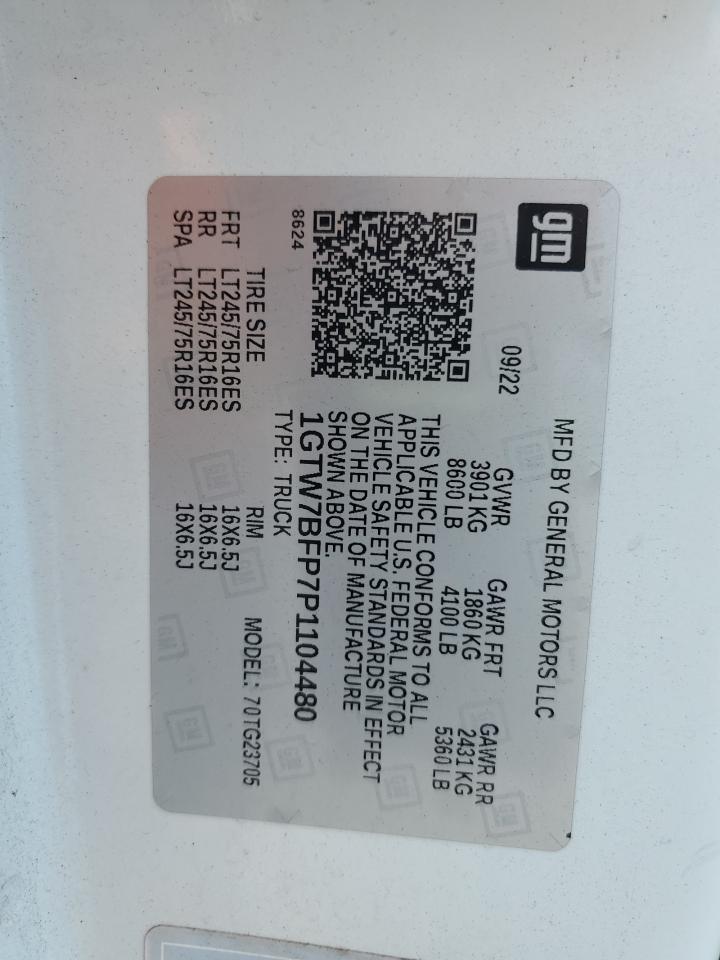 gm
MFD BY GENERAL MOTORS LLC
09/22
GVWR GAWR FRT GAWR RR
3901 KG 1860 KG 2431 KG
8600 LB 4100 LB 5360 LB
THIS VEHICLE CONFORMS TO ALL
APPLICABLE U.S. FEDERAL MOTOR
VEHICLE SAFETY STANDARDS IN EFFECT
ON THE DATE OF MANUFACTURE
SHOWN ABOVE.
8624
1GTW7BFP7P1104480
TYPE: TRUCK
MODEL: 70TG23705
TIRE SIZE RIM
FRT LT245/75R16ES 16X6.5J
RR LT245/75R16ES 16X6.5J
SPA LT245/75R16ES 16X6.5J